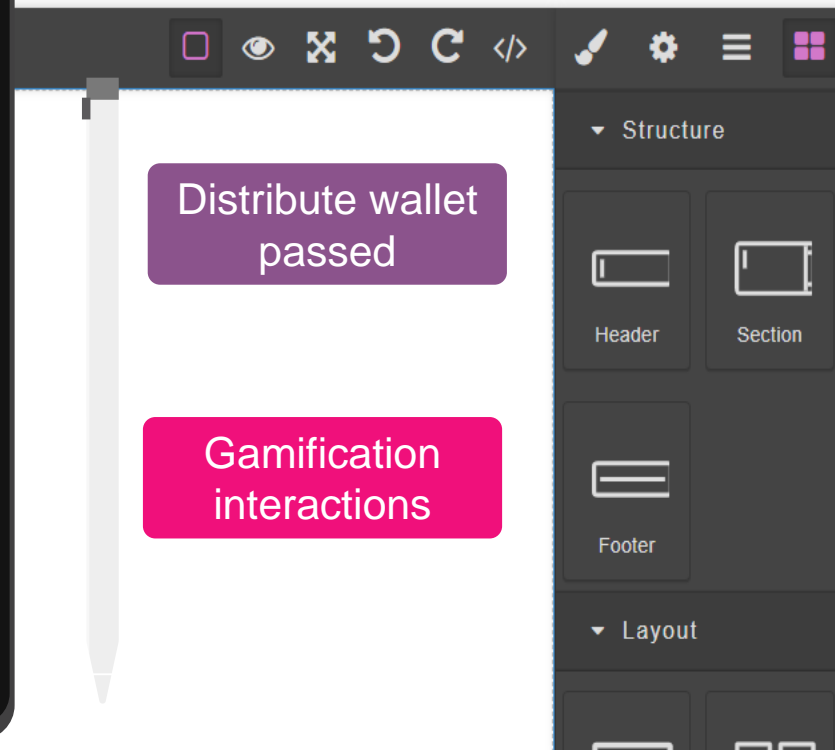 Structure
Distribute wallet
passed
Header
Section
Gamification
interactions
Footer
Layout